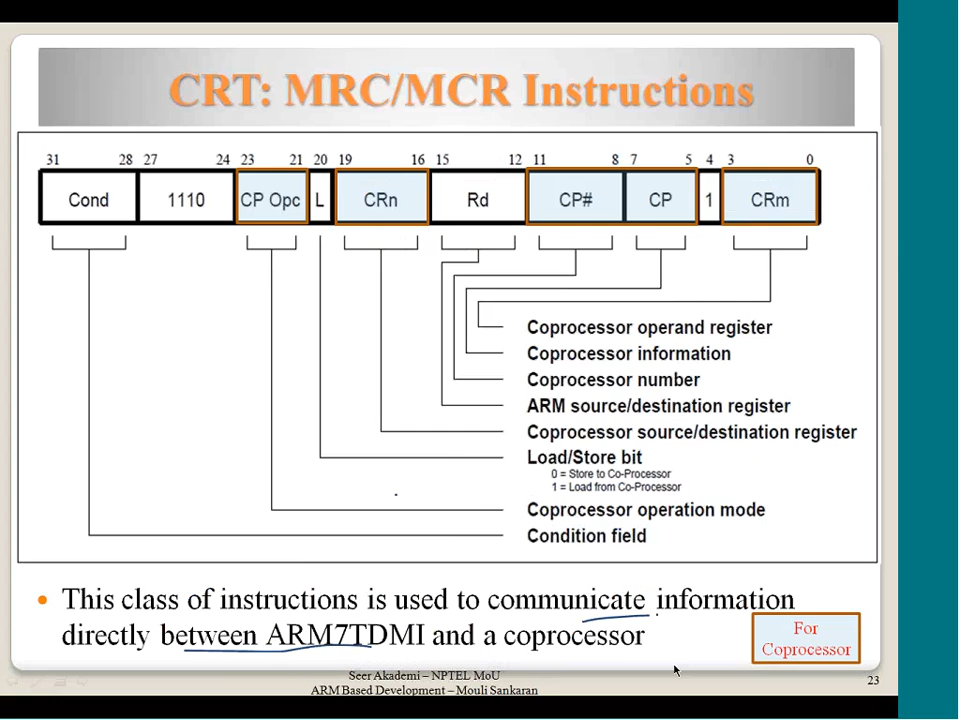 CRT: MRC/MCR Instructions
31 28 27 24 23 21 20 19 16 15 12 11 8 7 5 4 3 0
Cond 1110 CP Opc L CRn Rd CP# CP 1 CRm
Coprocessor operand register
Coprocessor information
Coprocessor number
ARM source/destination register
Coprocessor source/destination register
Load/Store bit
0 = Store to Co-Processor
1 = Load from Co-Processor
Coprocessor operation mode
Condition field
• This class of instructions is used to communicate information
directly between ARM7TDMI and a coprocessor
For
Coprocessor
Seer Akademi – NPTEL MoU
ARM Based Development – Mouli Sankaran
23